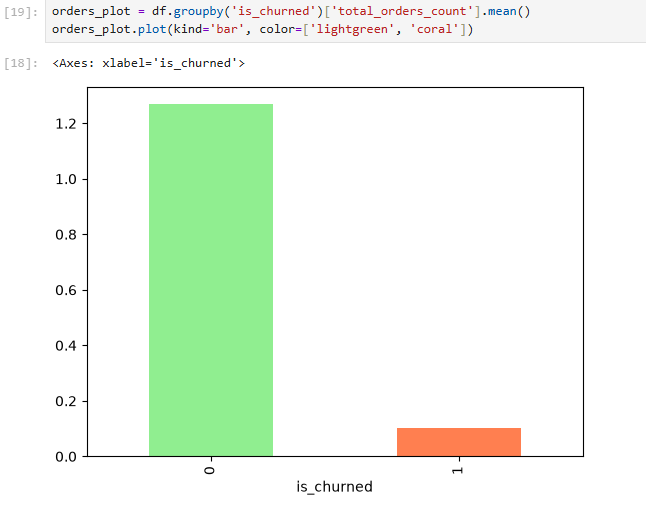 [19]: orders_plot = df.groupby('is_churned')['total_orders_count'].mean()
orders_plot.plot(kind='bar', color=['lightgreen', 'coral'])
[18]: <Axes: xlabel='is_churned'>
1.2
1.0
0.8
0.6
0.4
0.2
0.0
0 1
is_churned